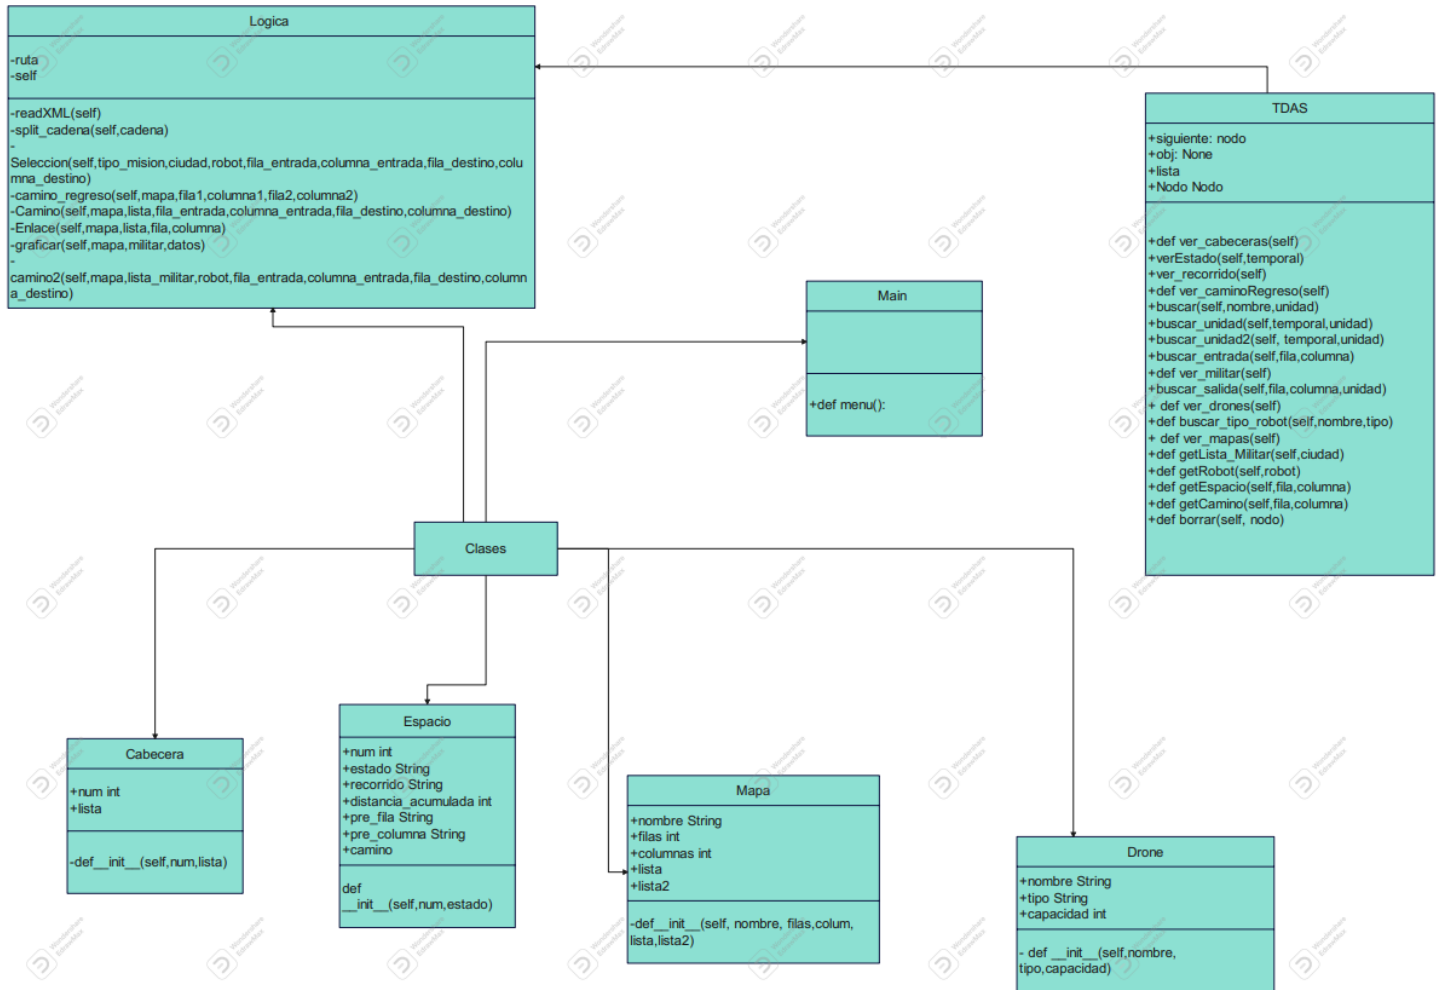 Logica
-ruta
-self
-readXML(self)
-split_cadena(self,cadena)
-
Seleccion(self,tipo_mision,ciudad,robot,fila_entrada,columna_entrada,fila_destino,colu
mna_destino)
-camino_regreso(self,mapa,fila1,columna1,fila2,columna2)
-Camino(self,mapa,lista,fila_entrada,columna_entrada,fila_destino,columna_destino)
-Enlace(self,mapa,lista,fila,columna)
-graficar(self,mapa,militar,datos)
-
camino2(self,mapa,lista_militar,robot,fila_entrada,columna_entrada,fila_destino,column
a_destino)
TDAS
+siguiente: nodo
+obj: None
+lista
+Nodo Nodo
+def ver_cabeceras(self)
+verEstado(self,temporal)
+ver_recorrido(self)
+def ver_caminoRegreso(self)
+buscar(self,nombre,unidad)
+buscar_unidad(self,temporal,unidad)
+buscar_unidad2(self, temporal,unidad)
+buscar_entrada(self,fila,columna)
+def ver_militar(self)
+buscar_salida(self,fila,columna,unidad)
+ def ver_drones(self)
+def buscar_tipo_robot(self,nombre,tipo)
+ def ver_mapas(self)
+def getLista_Militar(self,ciudad)
+def getRobot(self,robot)
+def getEspacio(self,fila,columna)
+def getCamino(self,fila,columna)
+def borrar(self, nodo)
Main
+def menu():
Clases
Cabecera
+num int
+lista
-def__init__(self,num,lista)
Espacio
+num int
+estado String
+recorrido String
+distancia_acumulada int
+pre_fila String
+pre_columna String
+camino
def
__init__(self,num,estado)
Mapa
+nombre String
+filas int
+columnas int
+lista
+lista2
-def__init__(self, nombre, filas,colum,
lista,lista2)
Drone
+nombre String
+tipo String
+capacidad int
- def __init__(self,nombre,
tipo,capacidad)
Wondershare
EdrawMax